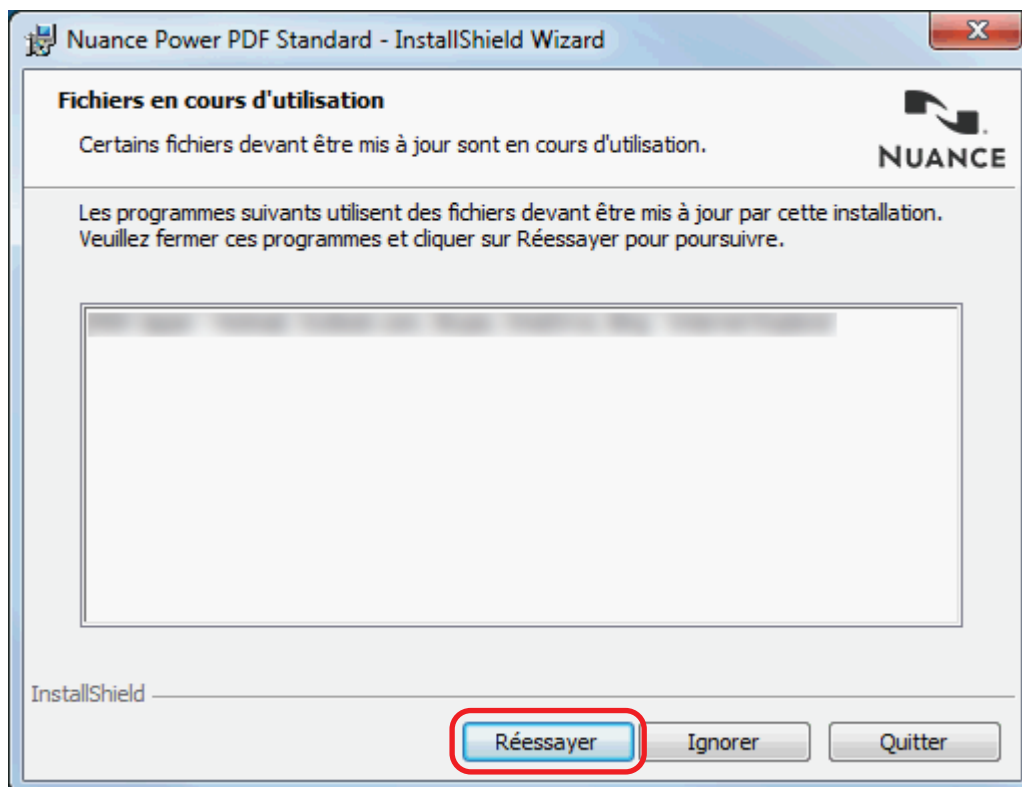 Nuance Power PDF Standard - InstallShield Wizard
Fichiers en cours d'utilisation
Certains fichiers devant être mis à jour sont en cours d'utilisation.
NUANCE
Les programmes suivants utilisent des fichiers devant être mis à jour par cette installation.
Veuillez fermer ces programmes et cliquer sur Réessayer pour poursuivre.
InstallShield
Réessayer
Ignorer
Quitter